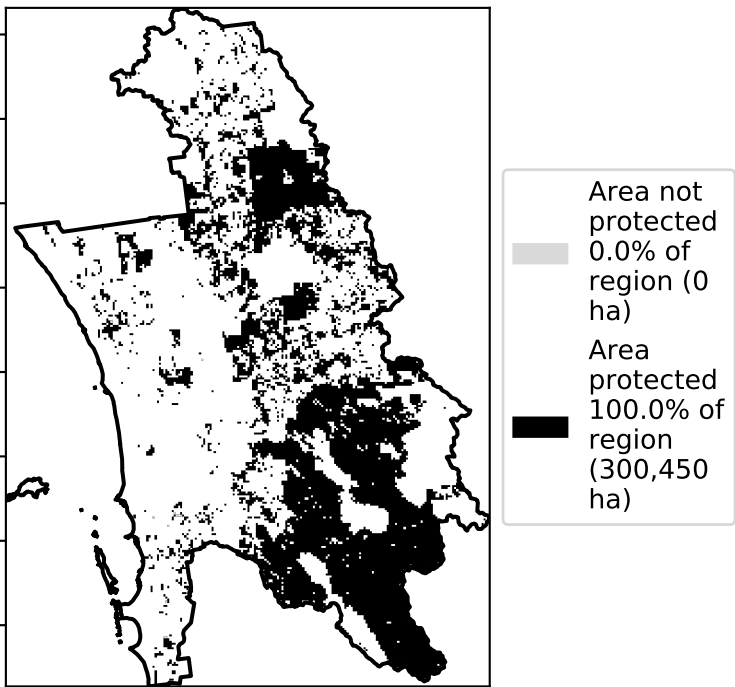 Area not
protected
0.0% of
region (0
ha)
Area
protected
100.0% of
region
(300,450
ha)